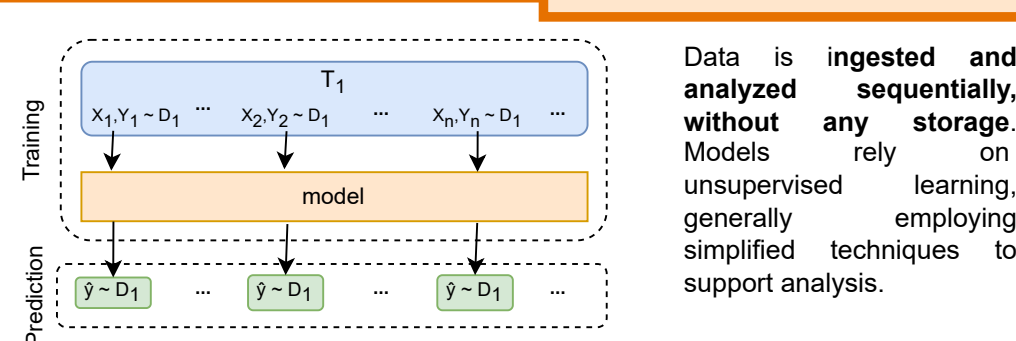 T1
X1,Y1 ~ D1 ... X2,Y2 ~ D1 ... Xn,Yn ~ D1 ...
model
ŷ ~ D1 ... ŷ ~ D1 ... ŷ ~ D1 ...
Training
Prediction
Data is ingested and
analyzed sequentially,
without any storage.
Models rely on
unsupervised learning,
generally employing
simplified techniques to
support analysis.